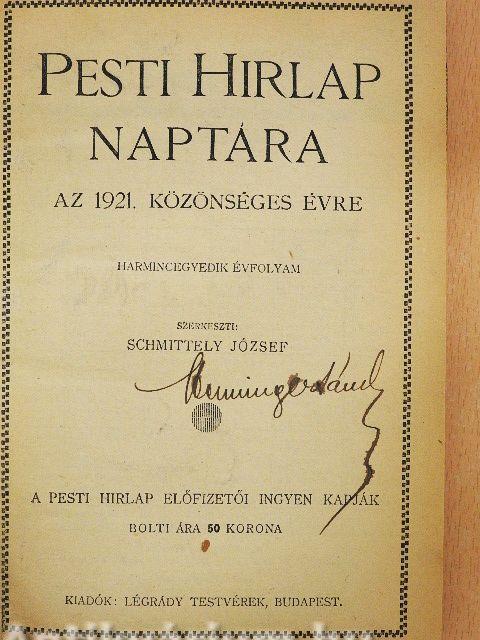 PESTI HIRLAP
NAPTÁRA
AZ 1921. KÖZÖNSÉGES ÉVRE
HARMINCEGYEDIK ÉVFOLYAM
SZERKESZTI:
SCHMITTELY JÓZSEF
A PESTI HIRLAP ELŐFIZETŐI INGYEN KAPJÁK
BOLTI ÁRA 50 KORONA
KIADÓK: LÉGRÁDY TESTVÉREK, BUDAPEST.